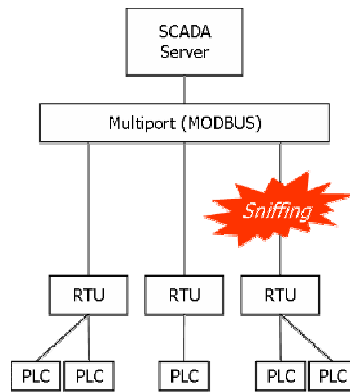 SCADA
Server
Multiport (MODBUS)
Sniffing
RTU RTU RTU
PLC PLC PLC PLC PLC